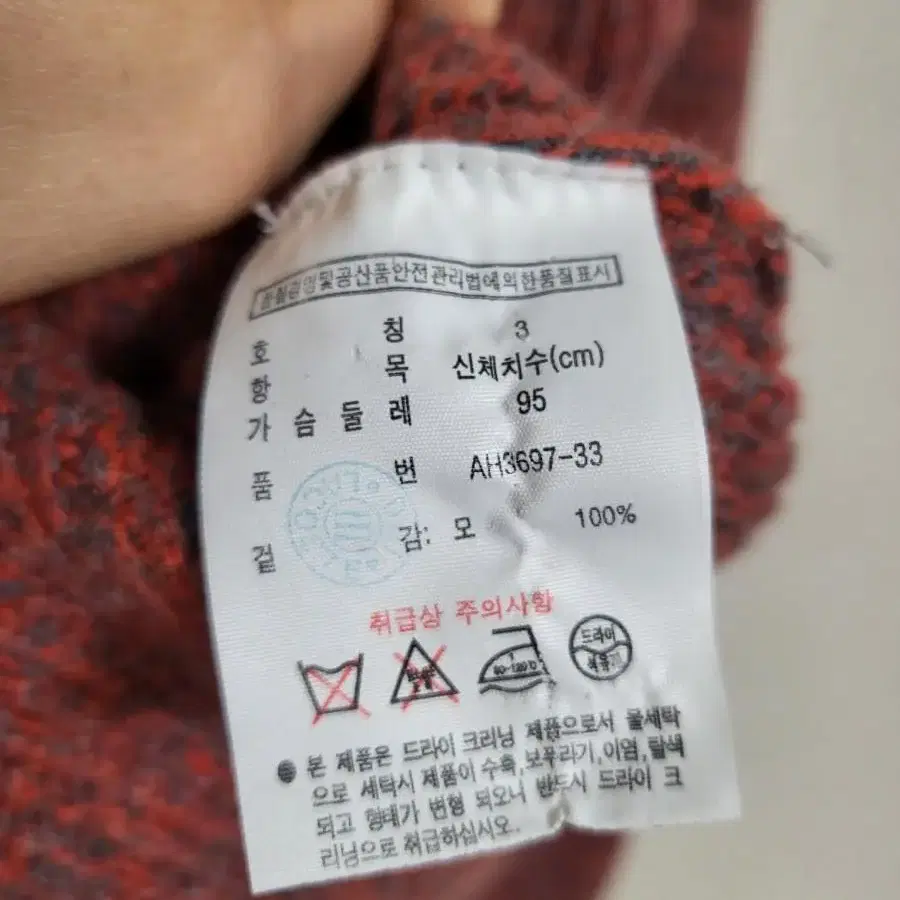 품질경영및공산품안전관리법에의한품질표시
호 칭 3
항 목 신체치수(cm)
가 슴 둘 레 95
품 번 AH3697-33
겉 감: 모 100%
취급상 주의사항
드라이
석유계
● 본 제품은 드라이 크리닝 제품으로서 물세탁
으로 세탁시 제품이 수축,보푸라기,이염,탈색
되고 형태가 변형 되오니 반드시 드라이 크
리닝으로 취급하십시오.